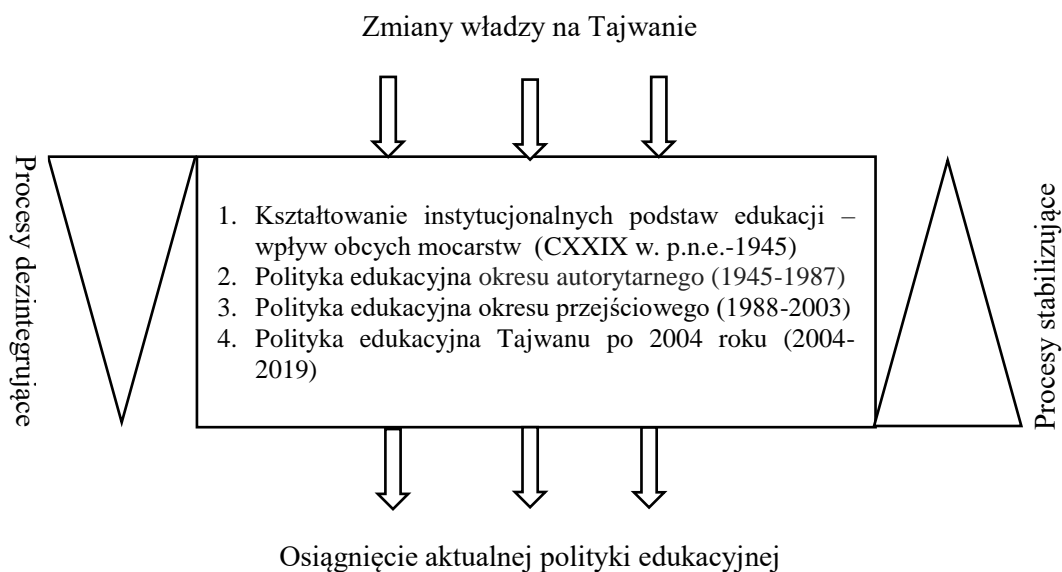 Zmiany władzy na Tajwanie
Procesy dezintegrujące
1. Kształtowanie instytucjonalnych podstaw edukacji –
wpływ obcych mocarstw (CXXIX w. p.n.e.-1945)
2. Polityka edukacyjna okresu autorytarnego (1945-1987)
3. Polityka edukacyjna okresu przejściowego (1988-2003)
4. Polityka edukacyjna Tajwanu po 2004 roku (2004-
2019)
Procesy stabilizujące
Osiągnięcie aktualnej polityki edukacyjnej